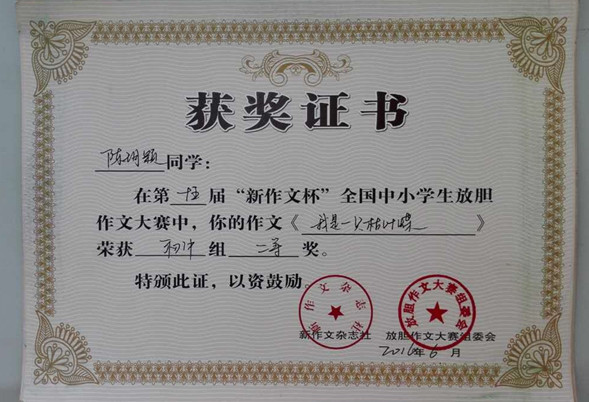 获奖证书
陈羽颖同学：
在第十五届“新作文杯”全国中小学生放胆
作文大赛中，你的作文《我是一只枯叶蝶》
荣获初中组二等奖。
特颁此证，以资鼓励。
新作文杂志社
放胆作文大赛组委会
新作文杂志社 放胆作文大赛组委会
2016年6月